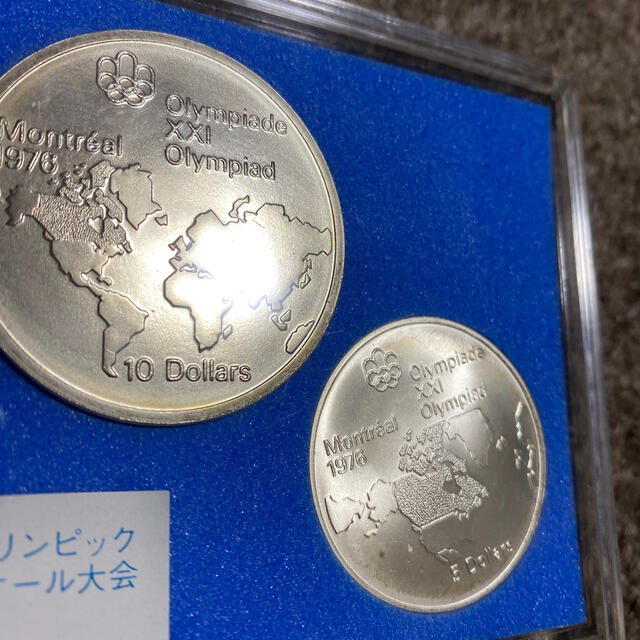 Olympiade
XXI
Olympiad
Montréal
1976
10 Dollars
Olympiade
XXI
Olympiad
Montréal
1976
5 Dollars
リンピック
ール大会